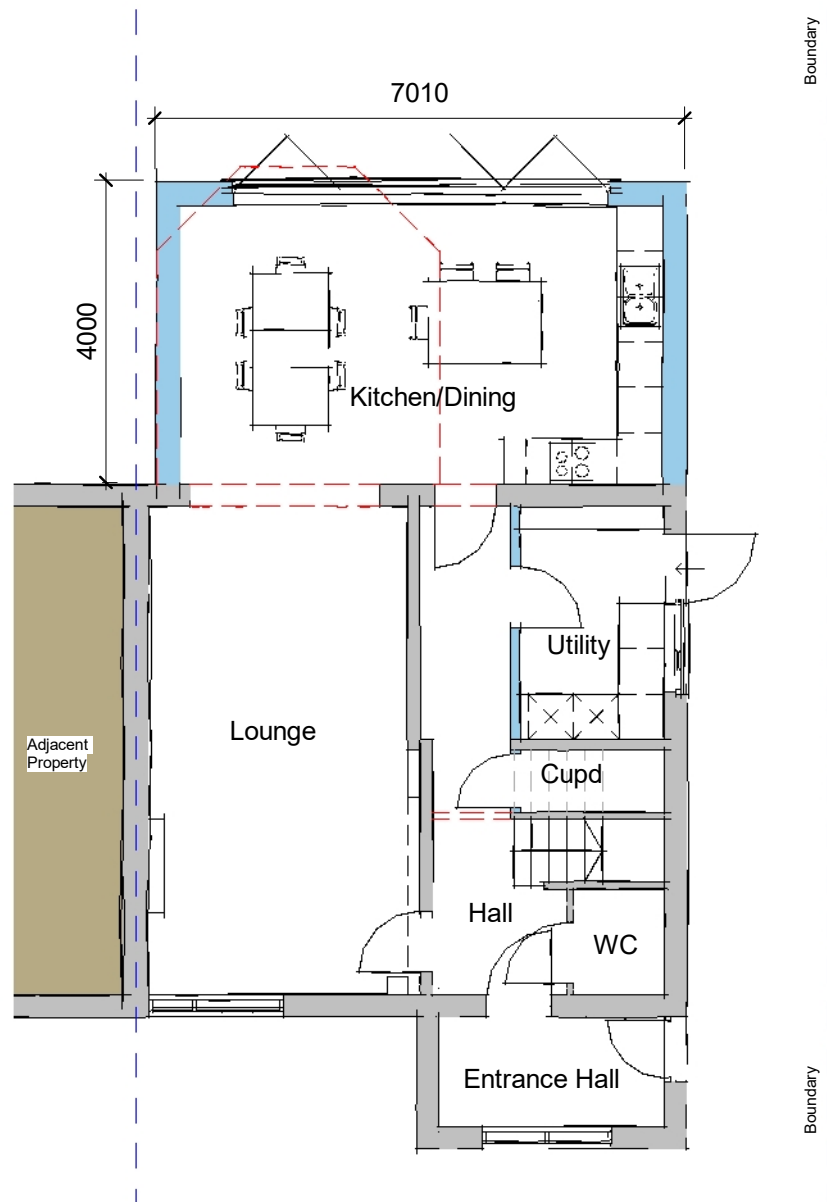 Boundary
7010
4000
Kitchen/Dining
Utility
Lounge
Adjacent
Property
Cupd
Hall
WC
Entrance Hall
Boundary